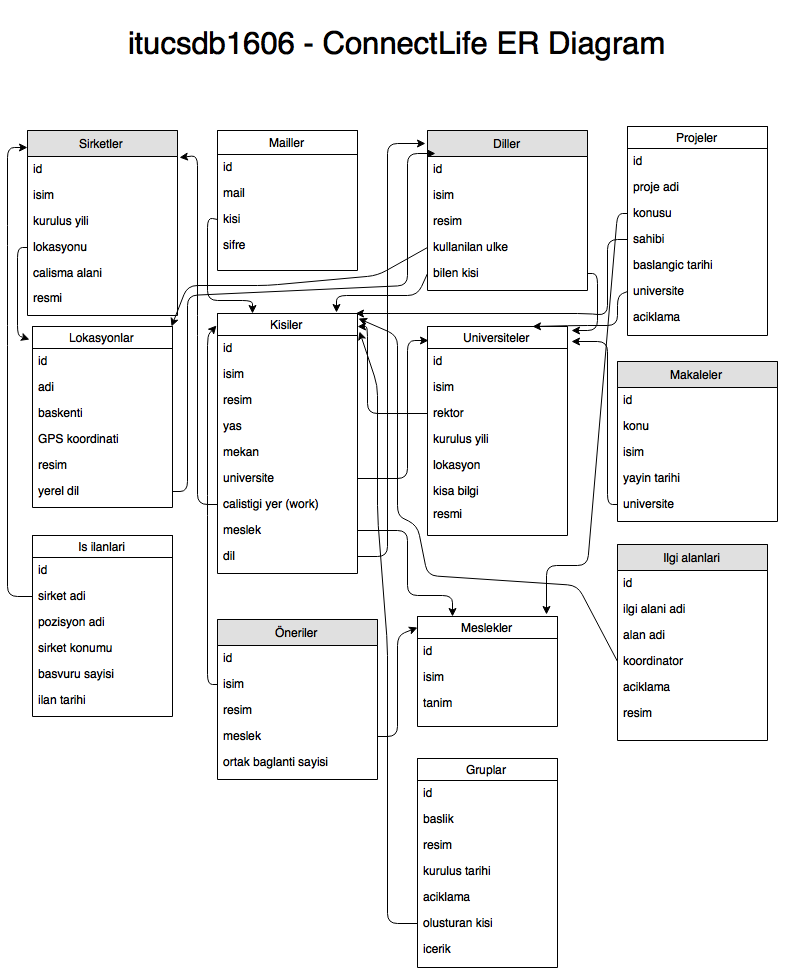 itucsdb1606 - ConnectLife ER Diagram
Sirketler
id
isim
kurulus yili
lokasyonu
calisma alani
resmi
Mailler
id
mail
kisi
sifre
Diller
id
isim
resim
kullanilan ulke
bilen kisi
Projeler
id
proje adi
konusu
sahibi
baslangic tarihi
universite
aciklama
Lokasyonlar
id
adi
baskenti
GPS koordinati
resim
yerel dil
Kisiler
id
isim
resim
yas
mekan
universite
calistigi yer (work)
meslek
dil
Universiteler
id
isim
rektor
kurulus yili
lokasyon
kisa bilgi
resmi
Makaleler
id
konu
isim
yayin tarihi
universite
Is ilanlari
id
sirket adi
pozisyon adi
sirket konumu
basvuru sayisi
ilan tarihi
Öneriler
id
isim
resim
meslek
ortak baglanti sayisi
Meslekler
id
isim
tanim
Ilgi alanlari
id
ilgi alani adi
alan adi
koordinator
aciklama
resim
Gruplar
id
baslik
resim
kurulus tarihi
aciklama
olusturan kisi
icerik